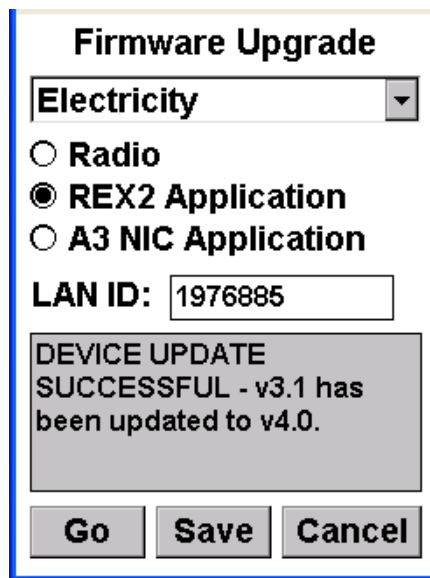 Firmware Upgrade
Electricity
Radio
REX2 Application
A3 NIC Application
LAN ID: 1976885
DEVICE UPDATE
SUCCESSFUL - v3.1 has
been updated to v4.0.
Go Save Cancel